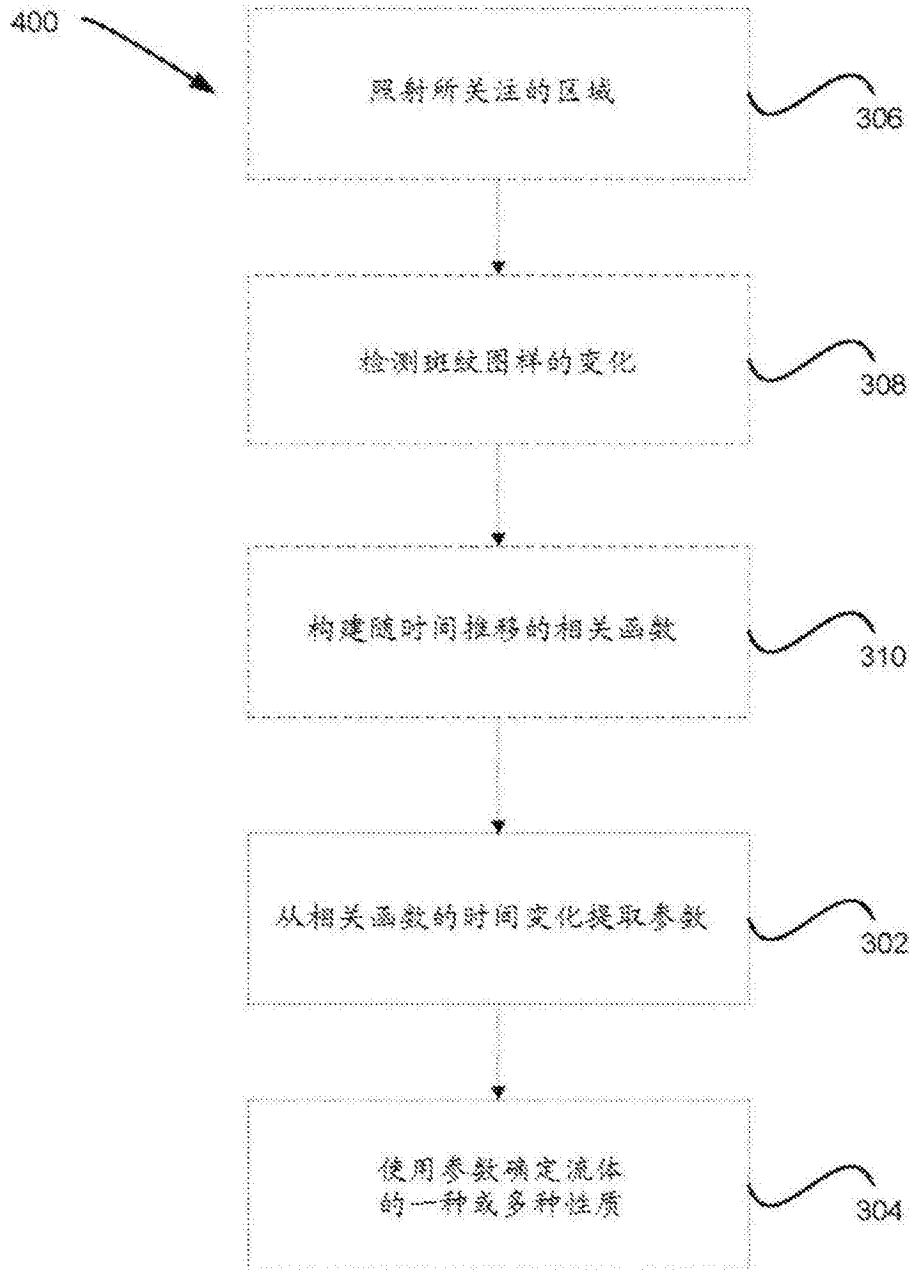 400
照射所关注的区域
306
检测斑纹图样的变化
308
构建随时间推移的相关函数
310
从相关函数的时间变化提取参数
302
使用参数确定流体
的一种或多种性质
304